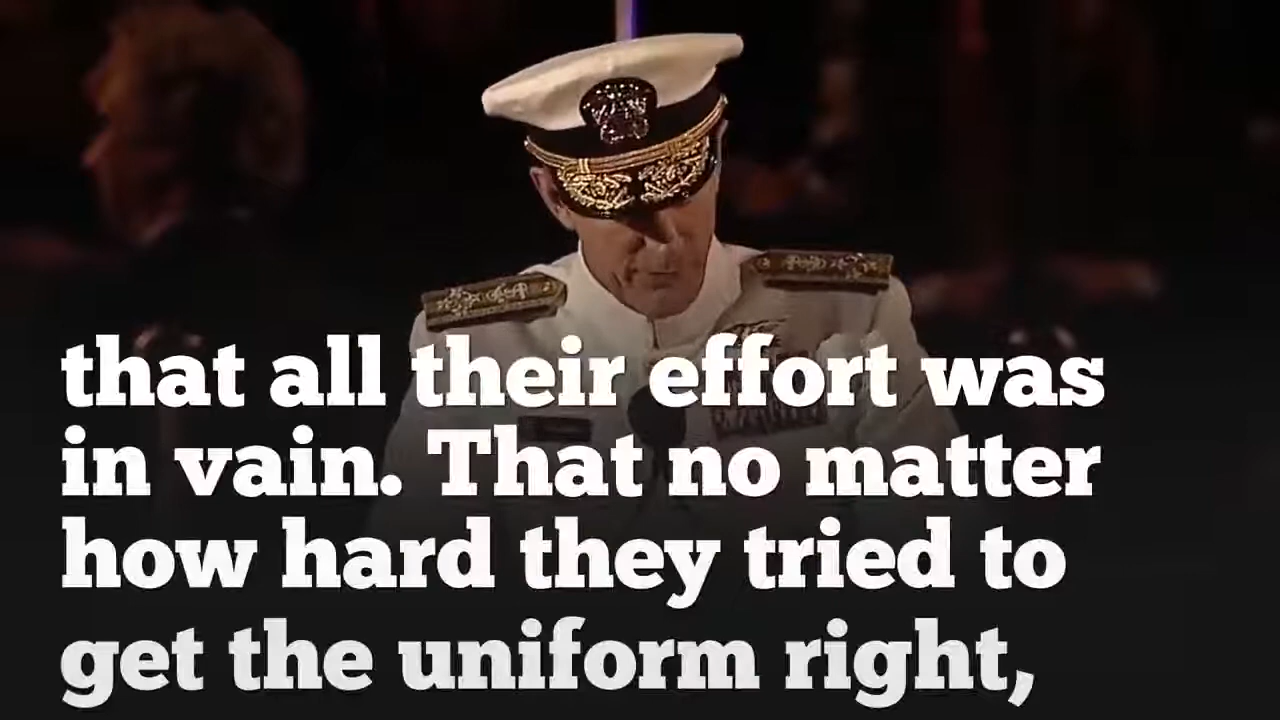 that all their effort was
in vain. That no matter
how hard they tried to
get the uniform right,